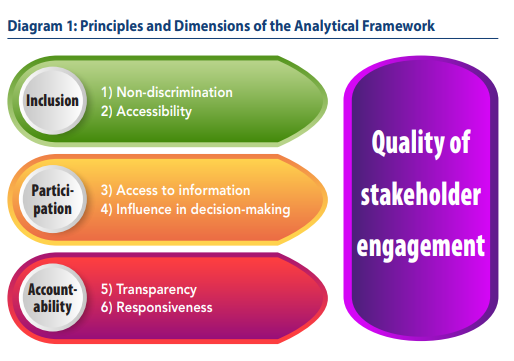 Diagram 1: Principles and Dimensions of the Analytical Framework
Inclusion
1) Non-discrimination
2) Accessibility
Partici-
pation
3) Access to information
4) Influence in decision-making
Account-
ability
5) Transparency
6) Responsiveness
Quality of
stakeholder
engagement